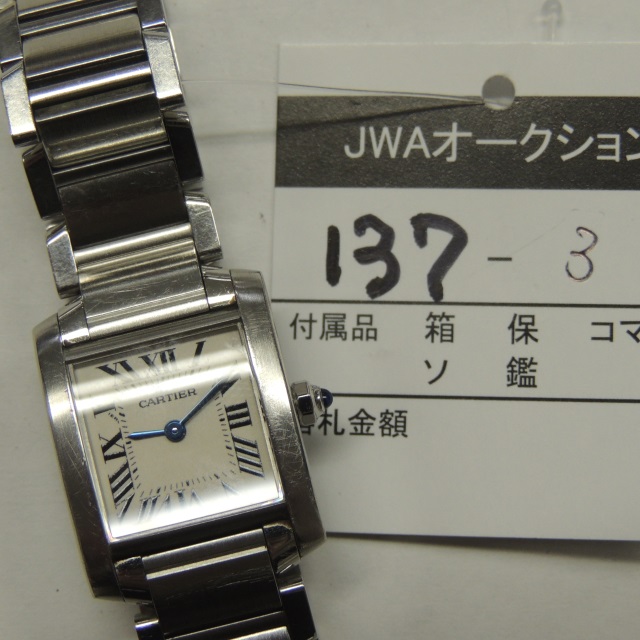 JWAオークション
137-3
付属品 箱 保 コマ
ソ 鑑
札金額
XII
CARTIER